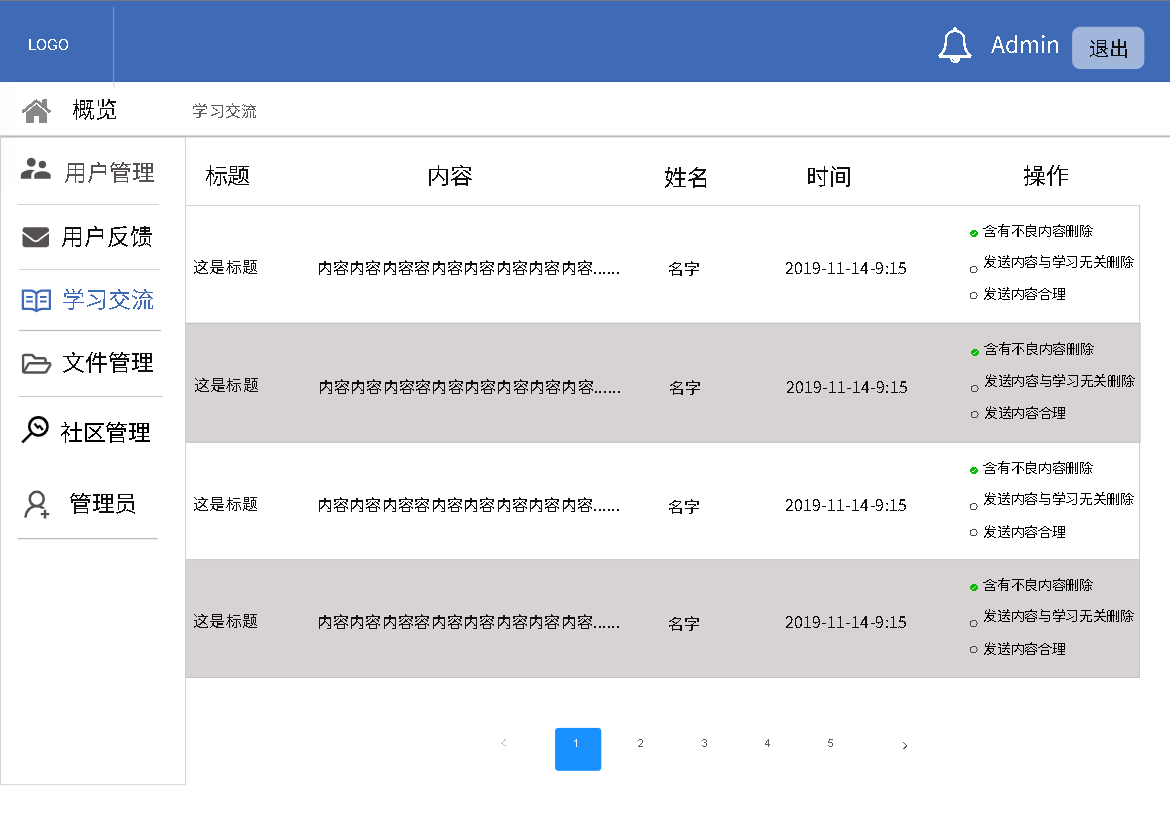 LOGO
Admin
退出
概览
学习交流
用户管理
用户反馈
学习交流
文件管理
社区管理
管理员
标题 内容 姓名 时间 操作
这是标题 内容内容内容容内容内容内容内容内容...... 名字 2019-11-14-9:15
含有不良内容删除
发送内容与学习无关删除
发送内容合理
这是标题 内容内容内容容内容内容内容内容内容...... 名字 2019-11-14-9:15
含有不良内容删除
发送内容与学习无关删除
发送内容合理
这是标题 内容内容内容容内容内容内容内容内容...... 名字 2019-11-14-9:15
含有不良内容删除
发送内容与学习无关删除
发送内容合理
这是标题 内容内容内容容内容内容内容内容内容...... 名字 2019-11-14-9:15
含有不良内容删除
发送内容与学习无关删除
发送内容合理
< 1 2 3 4 5 >